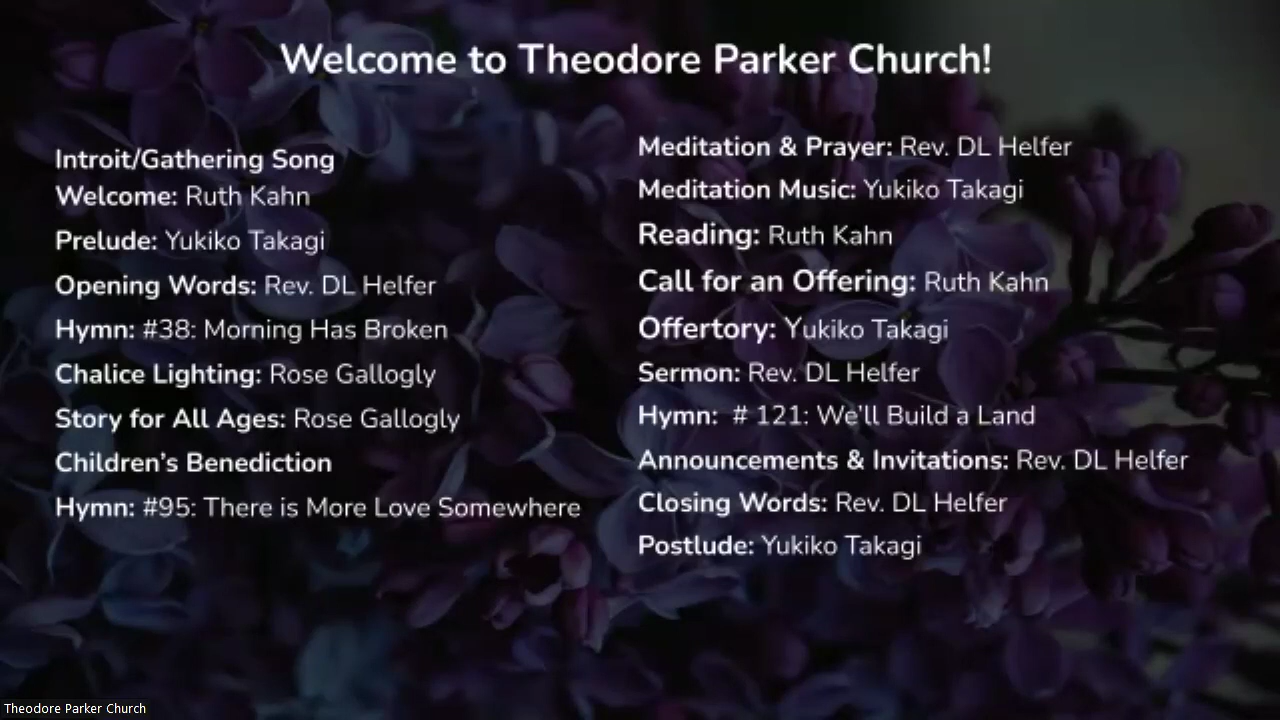 Welcome to Theodore Parker Church!
Introit/Gathering Song
Welcome: Ruth Kahn
Prelude: Yukiko Takagi
Opening Words: Rev. DL Helfer
Hymn: #38: Morning Has Broken
Chalice Lighting: Rose Gallogly
Story for All Ages: Rose Gallogly
Children’s Benediction
Hymn: #95: There is More Love Somewhere
Meditation & Prayer: Rev. DL Helfer
Meditation Music: Yukiko Takagi
Reading: Ruth Kahn
Call for an Offering: Ruth Kahn
Offertory: Yukiko Takagi
Sermon: Rev. DL Helfer
Hymn:  # 121: We’ll Build a Land
Announcements & Invitations: Rev. DL Helfer
Closing Words: Rev. DL Helfer
Postlude: Yukiko Takagi
Theodore Parker Church